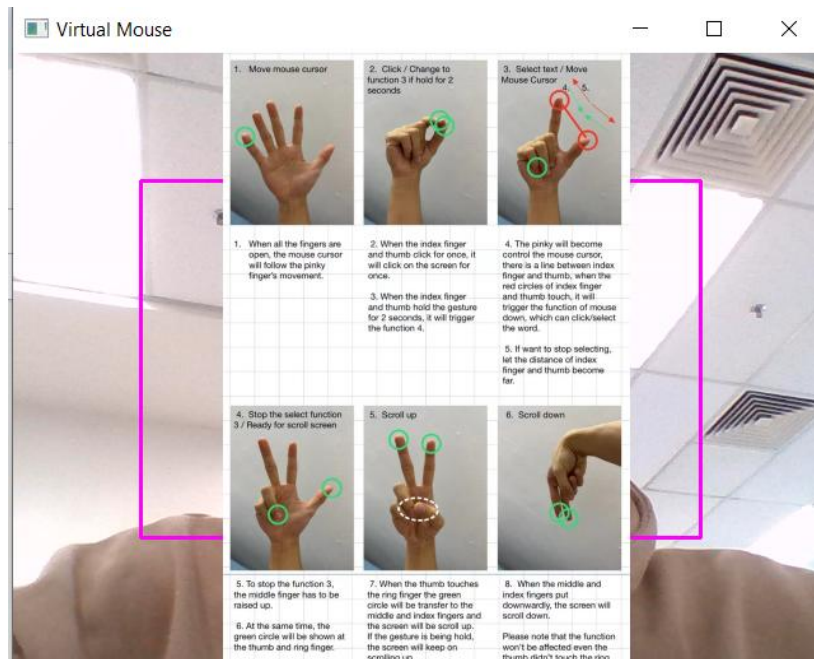 Virtual Mouse
1. Move mouse cursor
2. Click / Change to
function 3 if hold for 2
seconds
3. Select text / Move
Mouse Cursor
4. 5.
1. When all the fingers are
open, the mouse cursor
will follow the pinky
finger's movement.
2. When the index finger
and thumb click for once, it
will click on the screen for
once.
3. When the index finger
and thumb hold the gesture
for 2 seconds, it will trigger
the function 4.
4. The pinky will become
control the mouse cursor,
there is a line between index
finger and thumb, when the
red circles of index finger
and thumb touch, it will
trigger the function of mouse
down, which can click/select
the word.
5. If want to stop selecting,
let the distance of index
finger and thumb become
far.
4. Stop the select function
3 / Ready for scroll screen
5. Scroll up
6. Scroll down
5. To stop the function 3,
the middle finger has to be
raised up.
6. At the same time, the
green circle will be shown at
the thumb and ring finger.
7. When the thumb touches
the ring finger the green
circle will be transfer to the
middle and index fingers and
the screen will be scroll up.
If the gesture is being hold,
the screen will keep on
scrolling up
8. When the middle and
index fingers put
downwardly, the screen will
scroll down.
Please note that the function
won't be affected even the
thumb didn't touch the ring